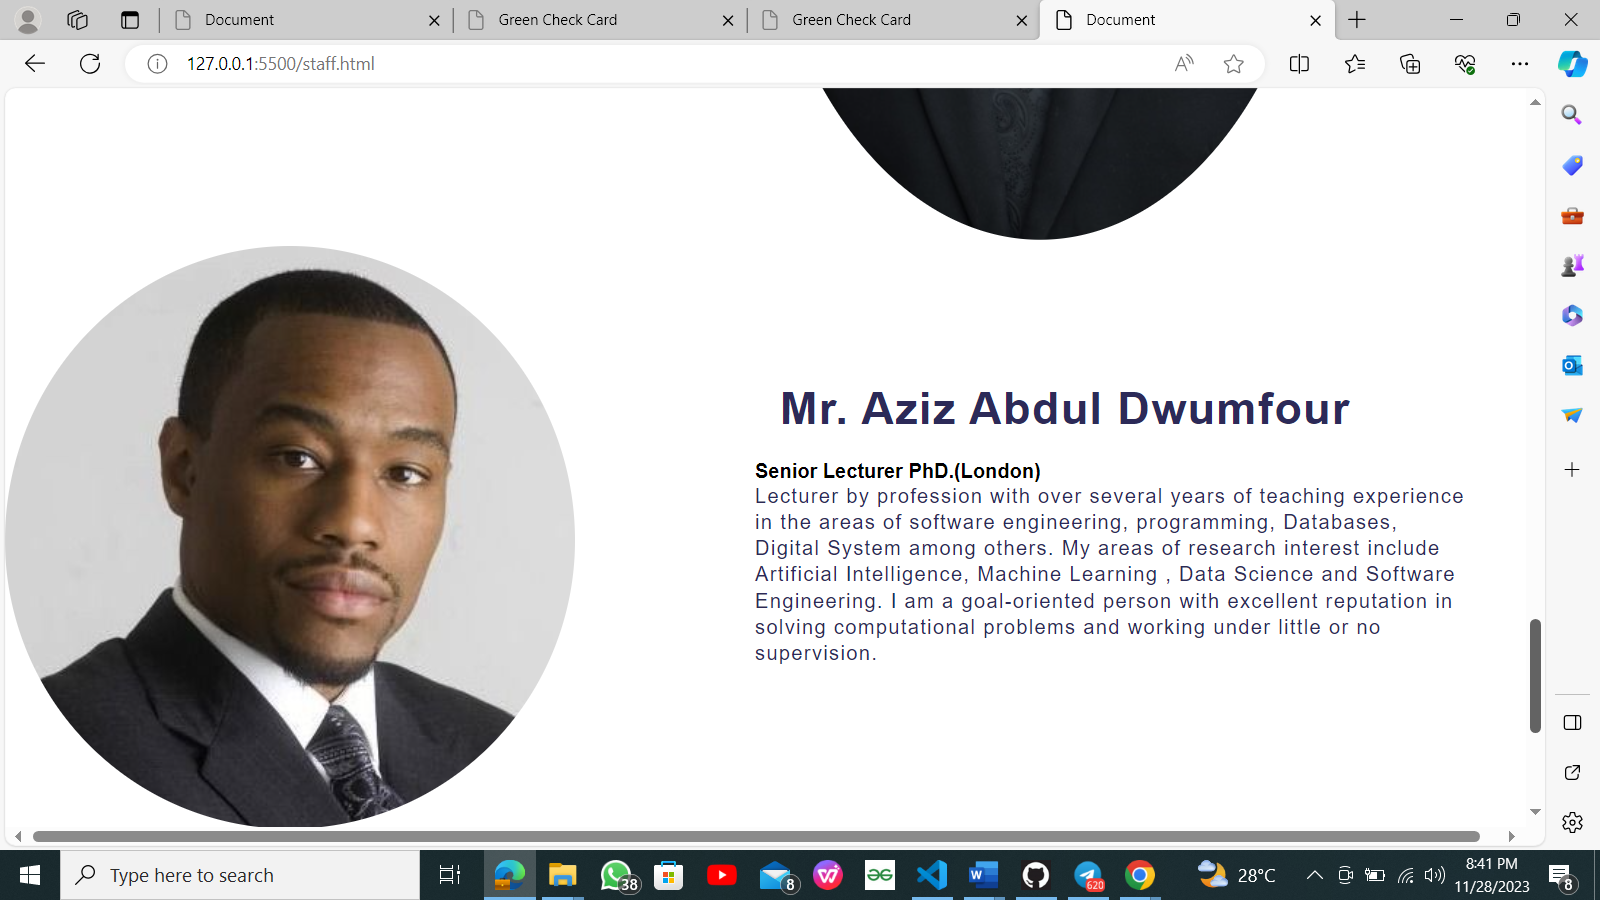 Document
Green Check Card
Green Check Card
Document
127.0.0.1:5500/staff.html
Mr. Aziz Abdul Dwumfour
Senior Lecturer PhD.(London)
Lecturer by profession with over several years of teaching experience
in the areas of software engineering, programming, Databases,
Digital System among others. My areas of research interest include
Artificial Intelligence, Machine Learning , Data Science and Software
Engineering. I am a goal-oriented person with excellent reputation in
solving computational problems and working under little or no
supervision.
Type here to search
38
8
620
28°C
8:41 PM
11/28/2023
8